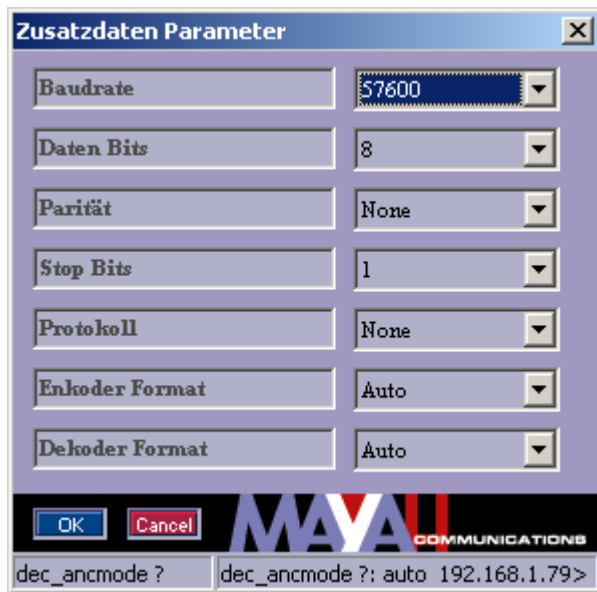 Zusatzdaten Parameter
Baudrate 57600
Daten Bits 8
Parität None
Stop Bits 1
Protokoll None
Enkoder Format Auto
Dekoder Format Auto
OK Cancel MAYAH COMMUNICATIONS
dec_ancmode ? dec_ancmode ?: auto 192.168.1.79>